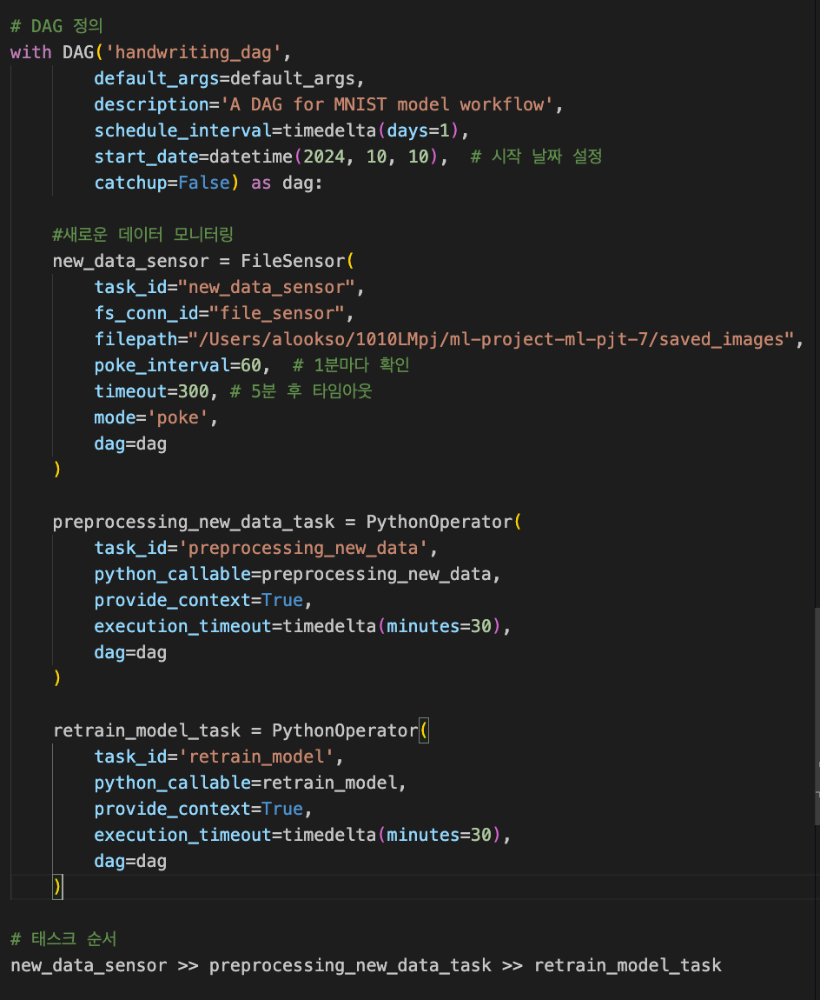 # DAG 정의
with DAG('handwriting_dag',
        default_args=default_args,
        description='A DAG for MNIST model workflow',
        schedule_interval=timedelta(days=1),
        start_date=datetime(2024, 10, 10),  # 시작 날짜 설정
        catchup=False) as dag:

    #새로운 데이터 모니터링
    new_data_sensor = FileSensor(
        task_id="new_data_sensor",
        fs_conn_id="file_sensor",
        filepath="/Users/alookso/1010LMpj/ml-project-ml-pjt-7/saved_images",
        poke_interval=60,  # 1분마다 확인
        timeout=300, # 5분 후 타임아웃
        mode='poke',
        dag=dag
    )

    preprocessing_new_data_task = PythonOperator(
        task_id='preprocessing_new_data',
        python_callable=preprocessing_new_data,
        provide_context=True,
        execution_timeout=timedelta(minutes=30),
        dag=dag
    )

    retrain_model_task = PythonOperator(
        task_id='retrain_model',
        python_callable=retrain_model,
        provide_context=True,
        execution_timeout=timedelta(minutes=30),
        dag=dag
    )

# 태스크 순서
new_data_sensor >> preprocessing_new_data_task >> retrain_model_task